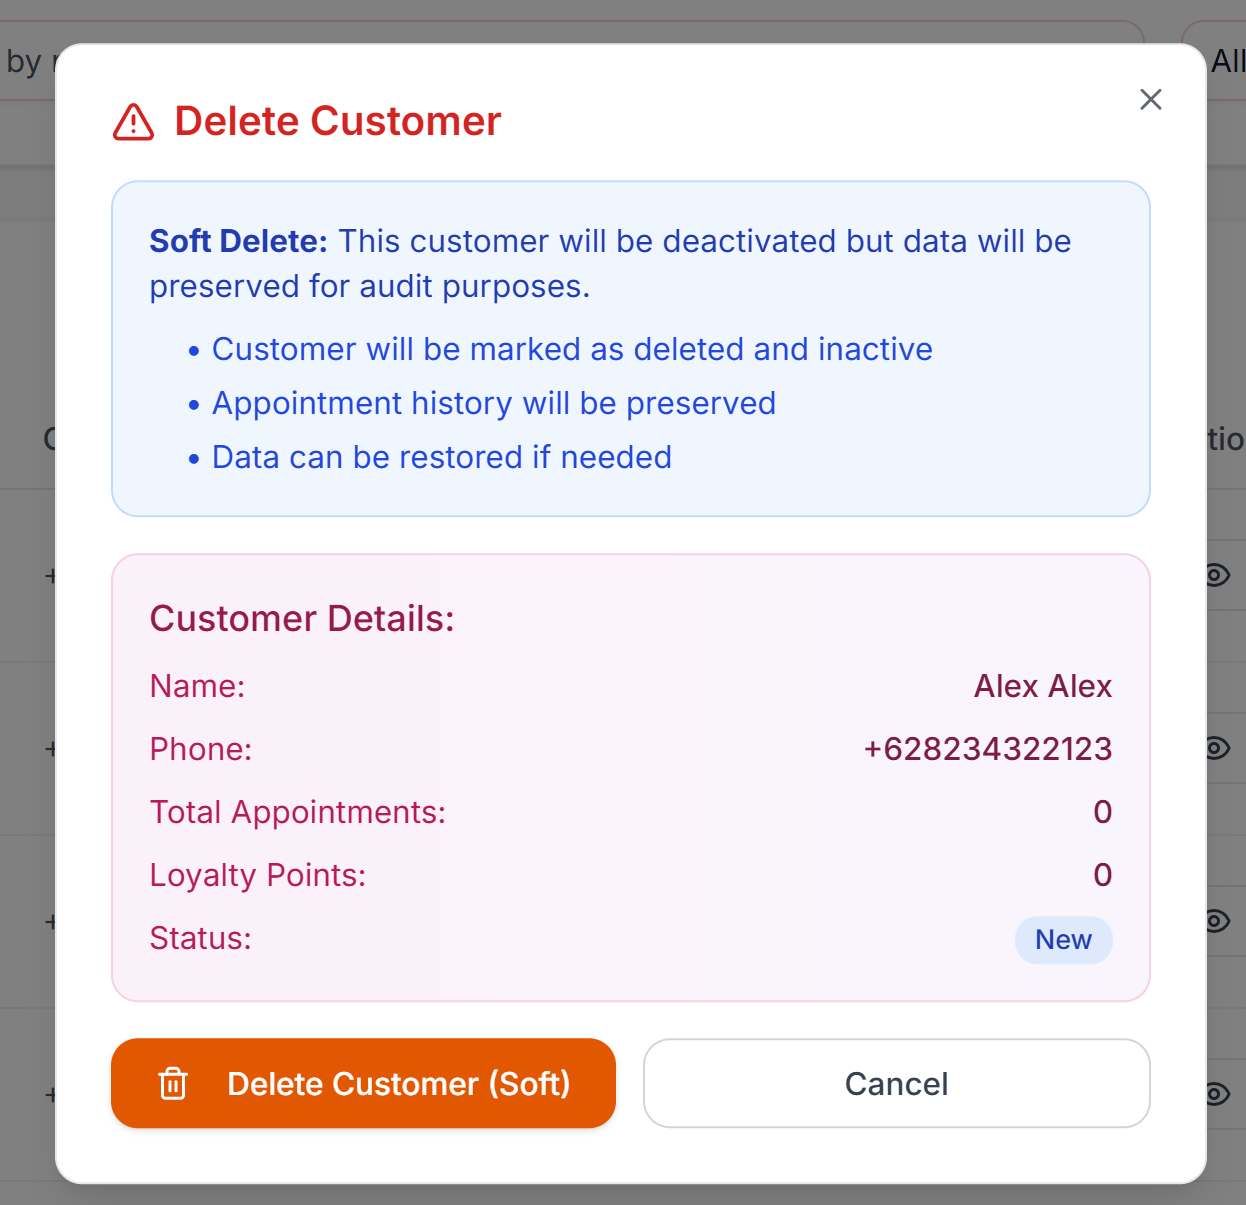 by
All
Delete Customer
Soft Delete: This customer will be deactivated but data will be
preserved for audit purposes.
• Customer will be marked as deleted and inactive
• Appointment history will be preserved
• Data can be restored if needed
Customer Details:
Name: Alex Alex
Phone: +628234322123
Total Appointments: 0
Loyalty Points: 0
Status: New
Delete Customer (Soft)
Cancel